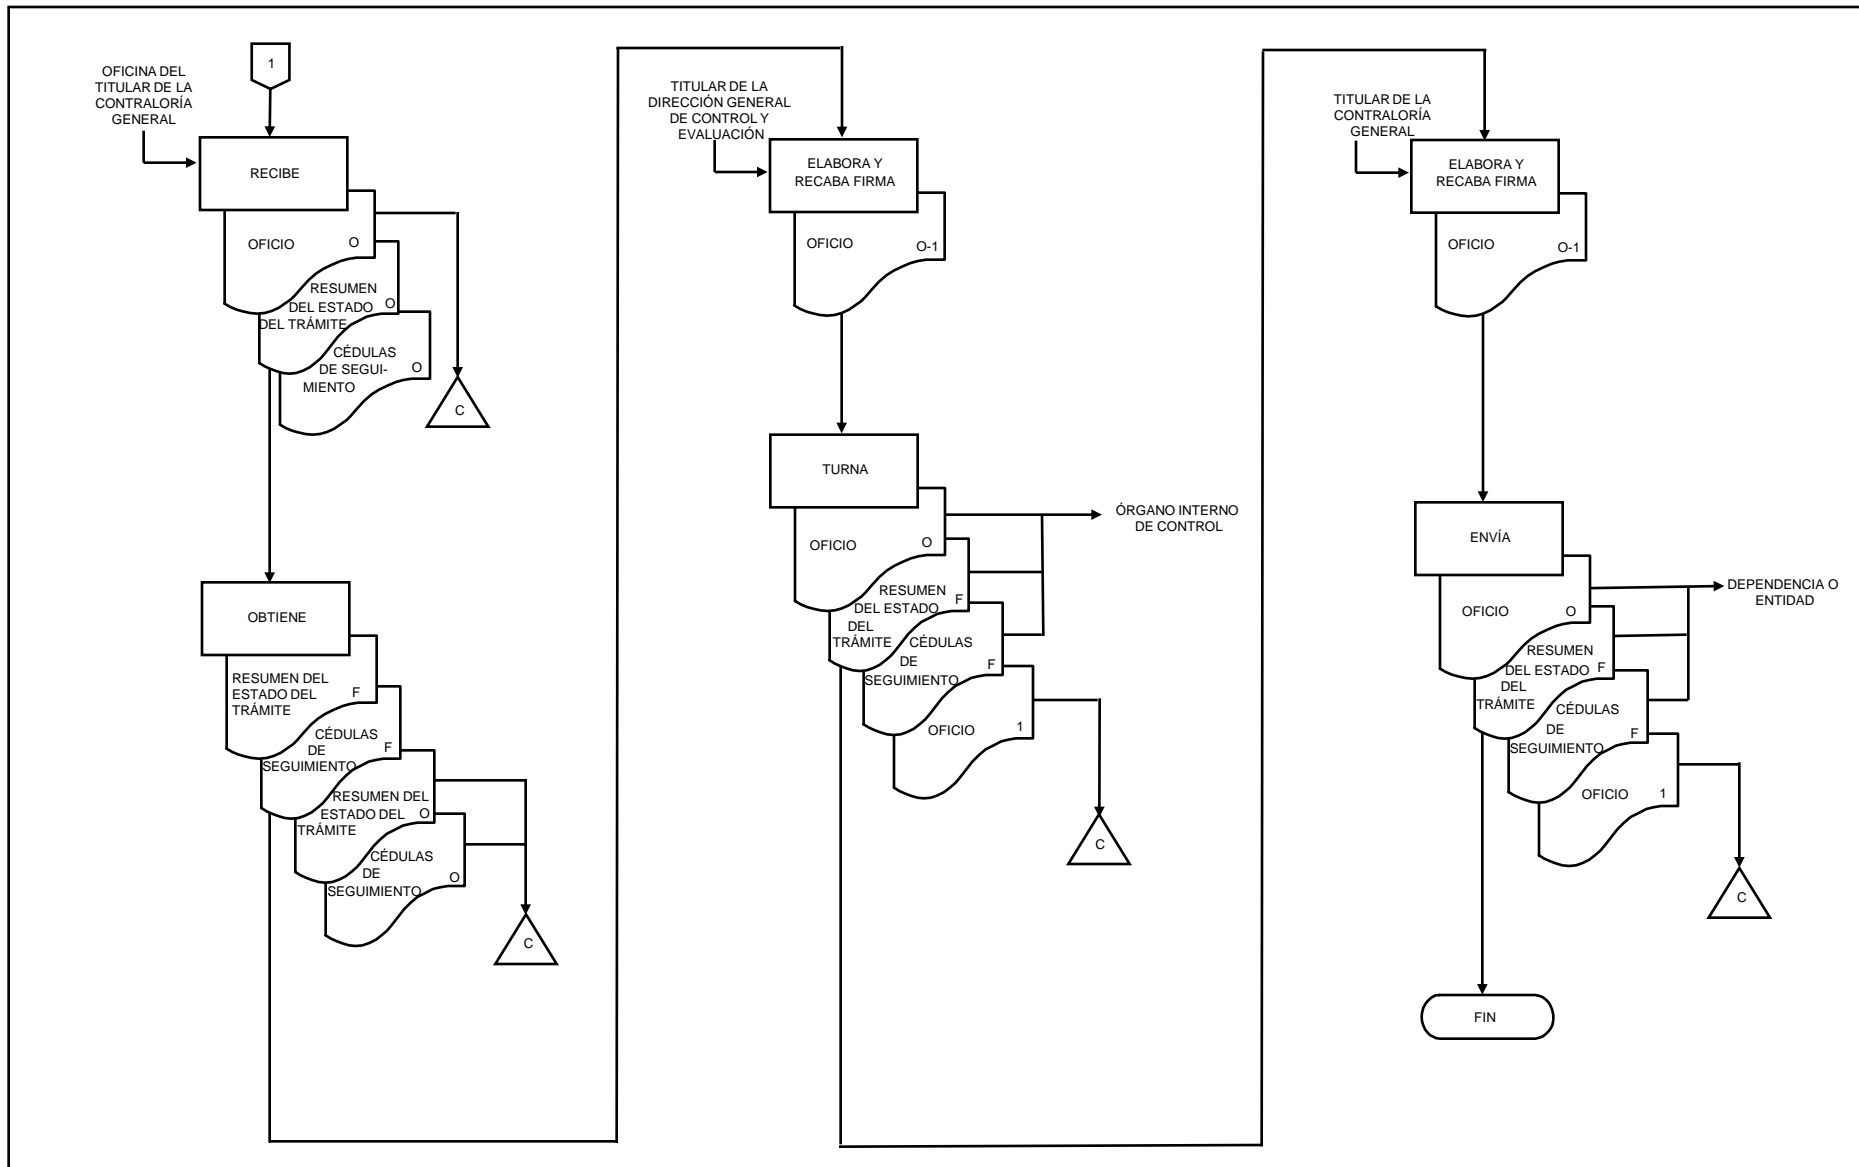 1
OFICINA DEL
TITULAR DE LA
CONTRALORÍA
GENERAL
RECIBE
OFICIO
O
RESUMEN
DEL ESTADO
O
DEL TRÁMITE
CÉDULAS
DE SEGUI-
O
MIENTO
C
OBTIENE
RESUMEN DEL
ESTADO DEL
F
TRÁMITE
CÉDULAS
DE
F
SEGUIMIENTO
RESUMEN DEL
ESTADO DEL
O
TRÁMITE
CÉDULAS
DE
O
SEGUIMIENTO
C
TITULAR DE LA
DIRECCIÓN GENERAL
DE CONTROL Y
EVALUACIÓN
ELABORA Y
RECABA FIRMA
OFICIO
O-1
TURNA
OFICIO
O
ÓRGANO INTERNO
DE CONTROL
RESUMEN
DEL ESTADO
F
DEL
TRÁMITE
CÉDULAS
DE
F
SEGUIMIENTO
OFICIO
1
C
TITULAR DE LA
CONTRALORÍA
GENERAL
ELABORA Y
RECABA FIRMA
OFICIO
O-1
ENVÍA
OFICIO
O
DEPENDENCIA O
ENTIDAD
RESUMEN
DEL ESTADO
F
DEL
TRÁMITE
CÉDULAS
DE
F
SEGUIMIENTO
OFICIO
1
C
FIN